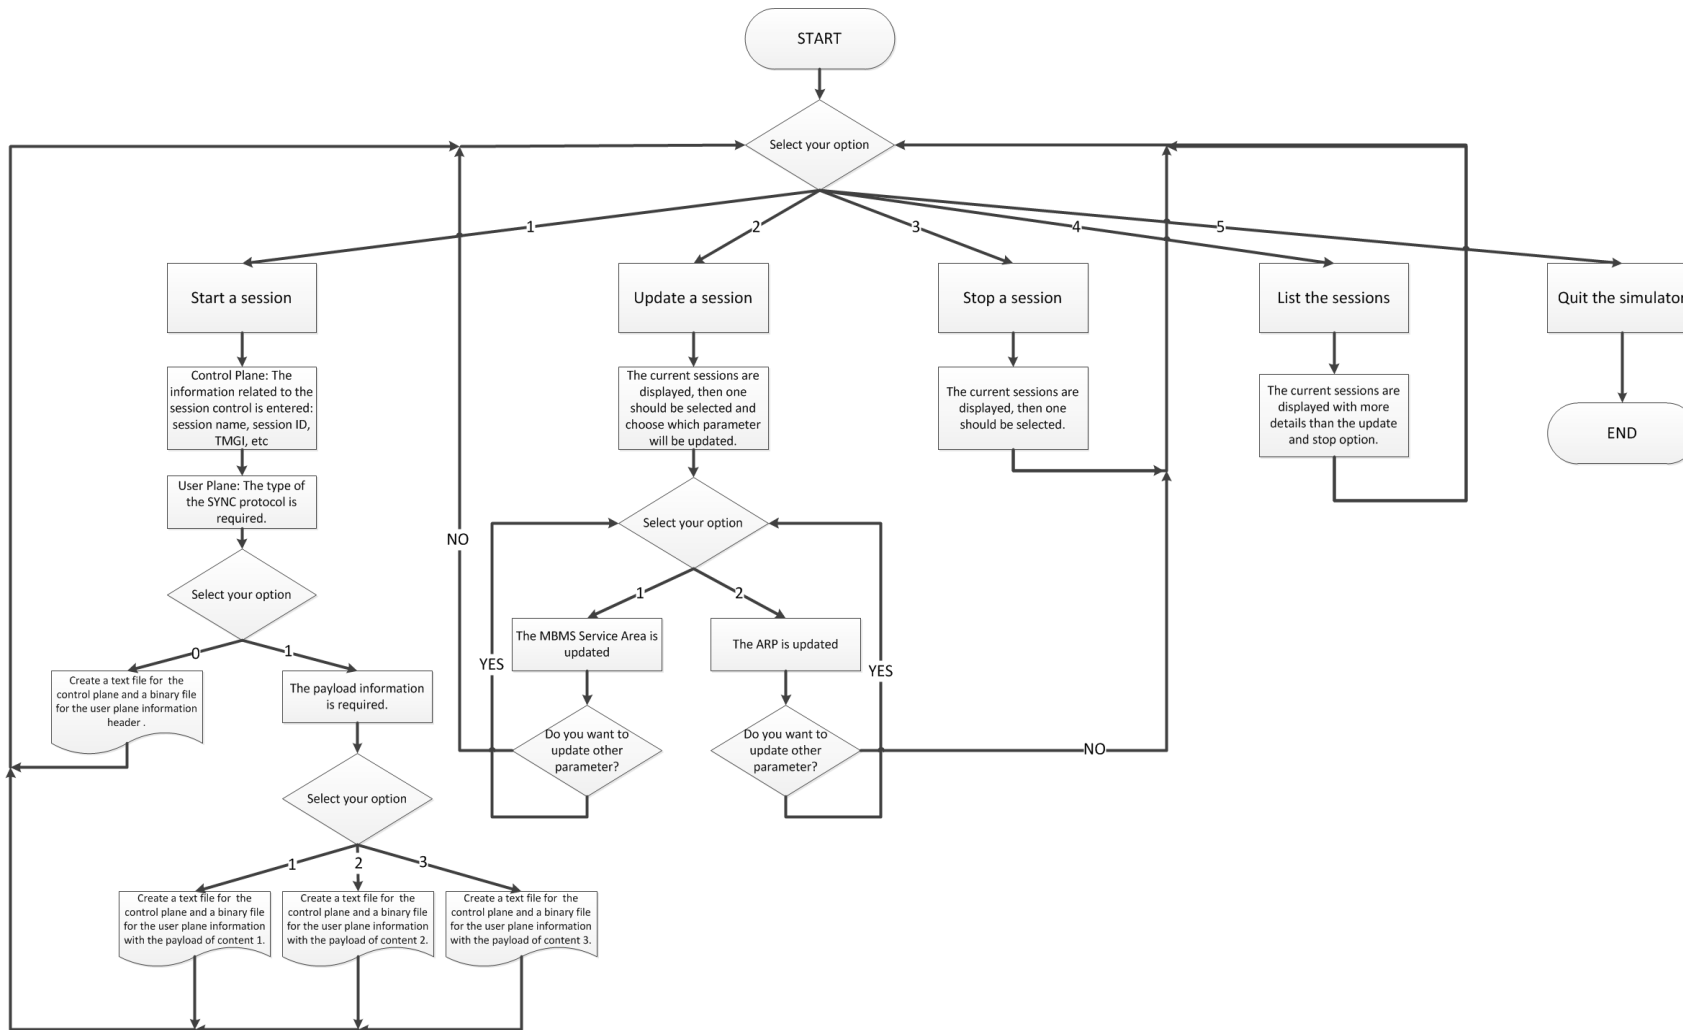 START
Select your option
1
2
3
4
5
Start a session
Update a session
Stop a session
List the sessions
Quit the simulator
Control Plane: The
information related to the
session control is entered:
session name, session ID,
TMGI, etc
The current sessions are
displayed, then one
should be selected and
choose which parameter
will be updated.
The current sessions are
displayed, then one
should be selected.
The current sessions are
displayed with more
details than the update
and stop option.
END
User Plane: The type of
the SYNC protocol is
required.
Select your option
NO
Select your option
1
2
0
1
The MBMS Service Area is
updated
The ARP is updated
YES
YES
Create a text file for the
control plane and a binary file
for the user plane information
header .
The payload information
is required.
Do you want to
update other
parameter?
Do you want to
update other
parameter?
NO
Select your option
1
2
3
Create a text file for the
control plane and a binary file
for the user plane information
with the payload of content 1.
Create a text file for the
control plane and a binary file
for the user plane information
with the payload of content 2.
Create a text file for the
control plane and a binary file
for the user plane information
with the payload of content 3.